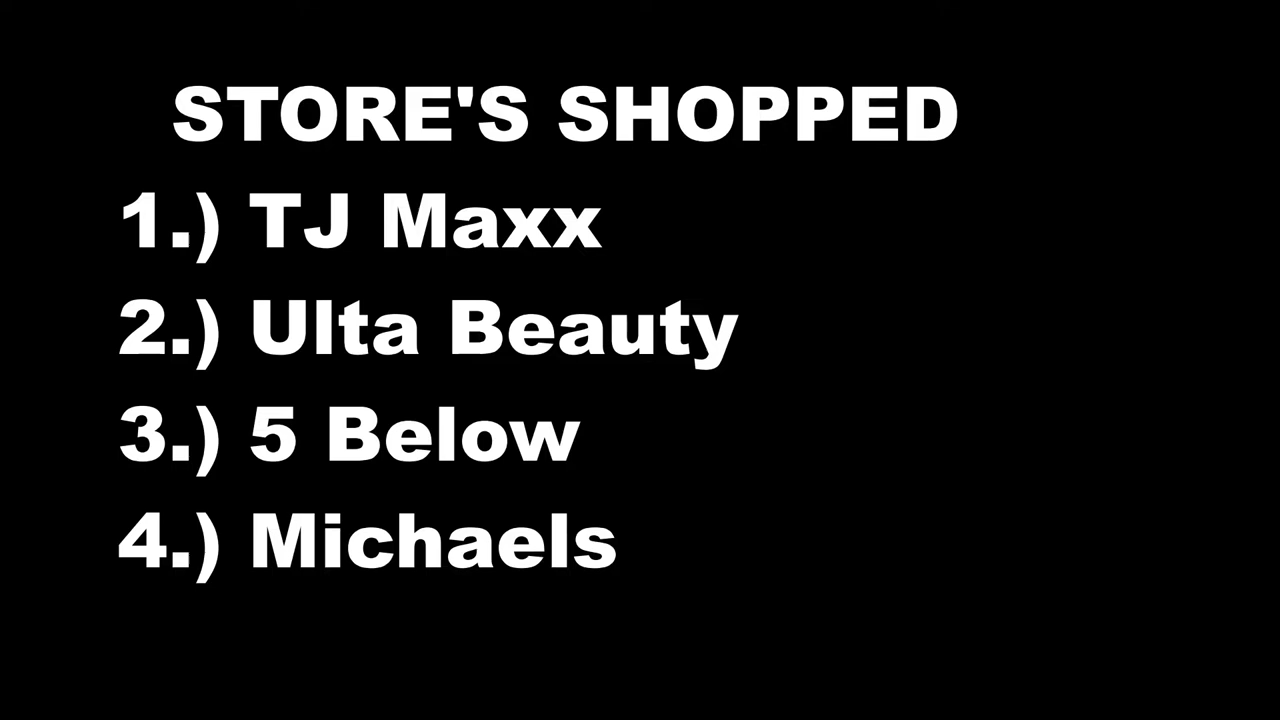 STORE'S SHOPPED
1.) TJ Maxx
2.) Ulta Beauty
3.) 5 Below
4.) Michaels